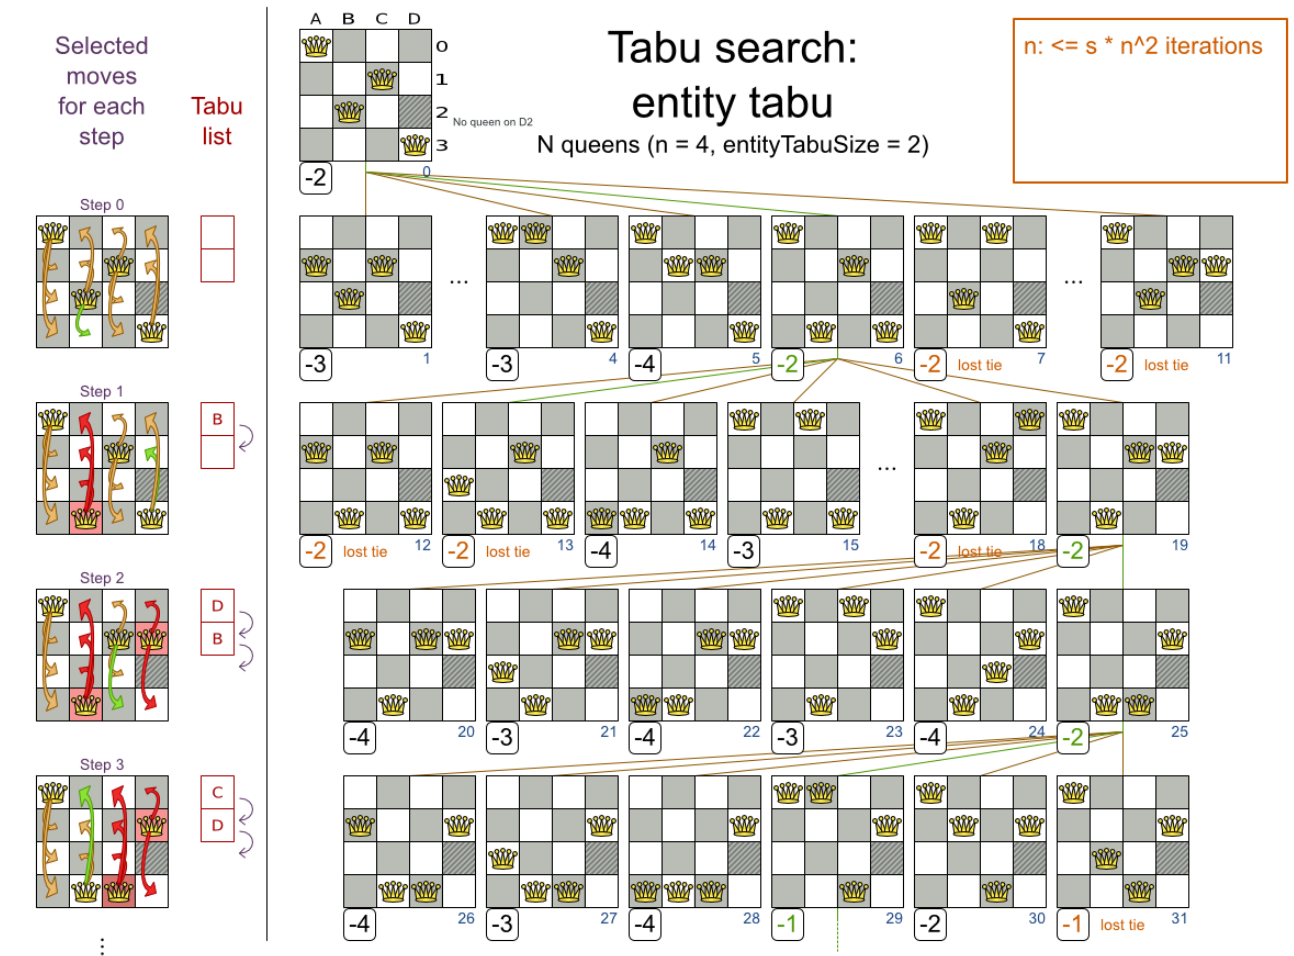 Selected
moves
for each
step
Tabu
list
A B C D
0
1
2
3
No queen on D2
-2
0
Tabu search:
entity tabu
N queens (n = 4, entityTabuSize = 2)
n: <= s * n^2 iterations
Step 0
...
...
-3
1
-3
4
-4
5
-2
6
-2
lost tie
7
-2
lost tie
11
Step 1
B
...
-2
lost tie
12
-2
lost tie
13
-4
14
-3
15
-2
lost tie
18
-2
19
Step 2
D
B
-4
20
-3
21
-4
22
-3
23
-4
24
-2
25
Step 3
C
D
-4
26
-3
27
-4
28
-1
29
-2
30
-1
lost tie
31
...